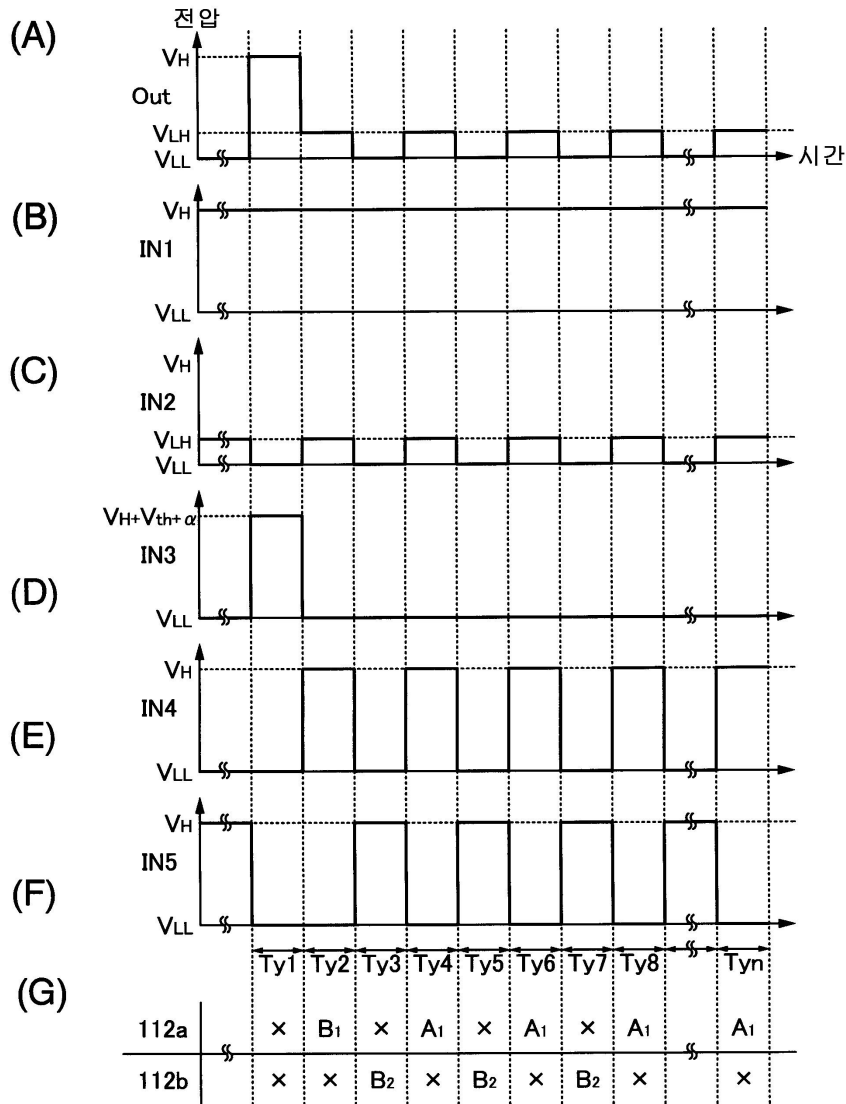 (A)
전압
VH
Out
VLH
VLL
시간
(B)
VH
IN1
VLL
(C)
VH
IN2
VLH
VLL
VH+Vth+α
IN3
(D)
VLL
VH
IN4
(E)
VLL
VH
IN5
(F)
VLL
Ty1 Ty2 Ty3 Ty4 Ty5 Ty6 Ty7 Ty8 Tyn
(G)
112a × B1 × A1 × A1 × A1 A1
112b × × B2 × B2 × B2 × ×